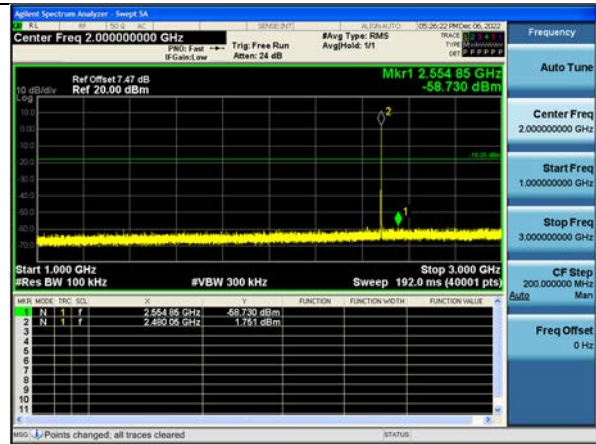 Agilent Spectrum Analyzer - Swept SA
RL RF 50 Ω AC SENSE:INT ALIGN AUTO 05:26:22 PM Dec 06, 2022
Center Freq 2.000000000 GHz
PNO: Fast
IFGain:Low
Trig: Free Run
Atten: 24 dB
#Avg Type: RMS
Avg|Hold: 1/1
TRACE 1 2 3 4 5 6
TYPE
DET P P P P P P
Ref Offset 7.47 dB
Ref 20.00 dBm
10 dB/div
Log
Mkr1 2.554 85 GHz
-58.730 dBm
10.0
0.00
-10.0
-20.0
-30.0
-40.0
-50.0
-60.0
-70.0
2
1
-18.25 dBm
Start 1.000 GHz
Stop 3.000 GHz
#Res BW 100 kHz
#VBW 300 kHz
Sweep 192.0 ms (40001 pts)
MKR MODE TRC SCL X Y FUNCTION FUNCTION WIDTH FUNCTION VALUE
1 N 1 f 2.554 85 GHz -58.730 dBm
2 N 1 f 2.480 05 GHz 1.751 dBm
3
4
5
6
7
8
9
10
11
MSG Points changed; all traces cleared
STATUS
Frequency
Auto Tune
Center Freq
2.000000000 GHz
Start Freq
1.000000000 GHz
Stop Freq
3.000000000 GHz
CF Step
200.000000 MHz
Auto Man
Freq Offset
0 Hz